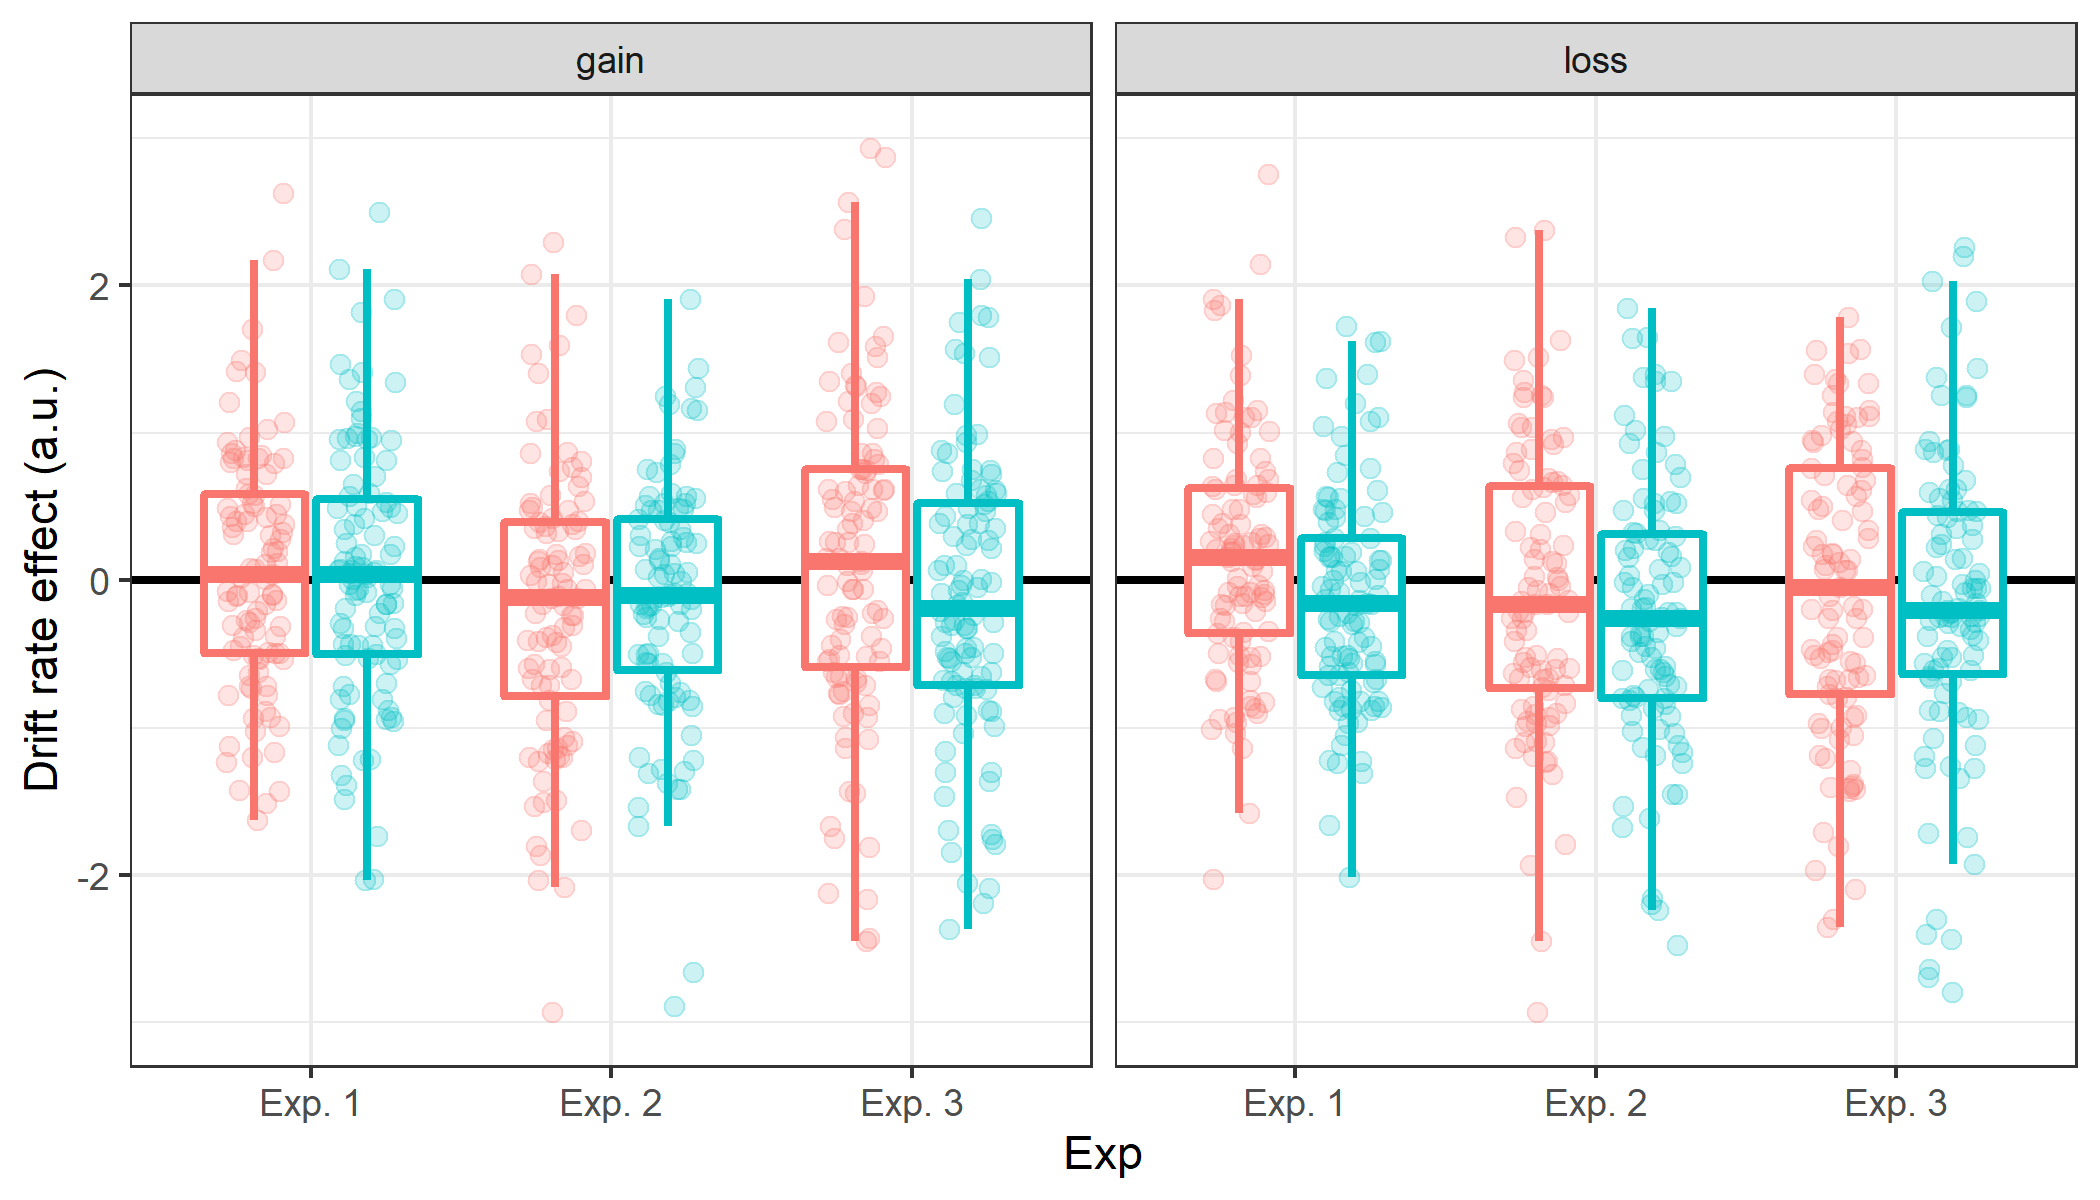 gain
loss
Drift rate effect (a.u.)
2
0
-2
Exp. 1
Exp. 2
Exp. 3
Exp. 1
Exp. 2
Exp. 3
Exp